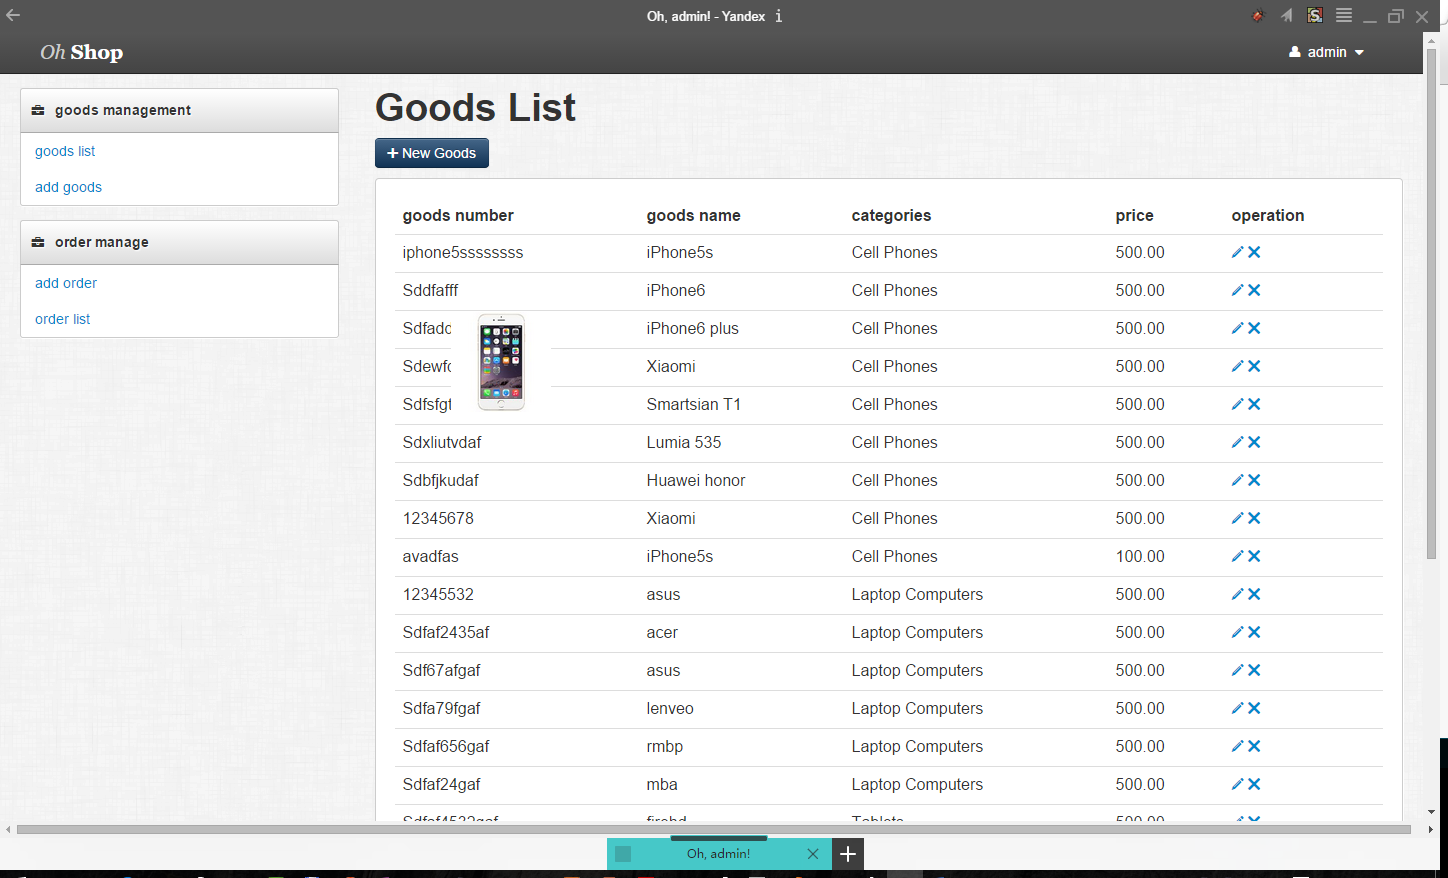 Oh, admin! - Yandex i
Oh Shop
admin
goods management
goods list
add goods
order manage
add order
order list
Goods List
New Goods
goods number goods name categories price operation
iphone5ssssssss iPhone5s Cell Phones 500.00
Sddfafff iPhone6 Cell Phones 500.00
Sdfadd iPhone6 plus Cell Phones 500.00
Xiaomi Cell Phones 500.00
Sdfsfgf Smartsian T1 Cell Phones 500.00
Sdxliutvdaf Lumia 535 Cell Phones 500.00
Sdbfjkudaf Huawei honor Cell Phones 500.00
12345678 Xiaomi Cell Phones 500.00
avadfas iPhone5s Cell Phones 100.00
12345532 asus Laptop Computers 500.00
Sdfaf2435af acer Laptop Computers 500.00
Sdf67afgaf asus Laptop Computers 500.00
Sdfa79fgaf lenveo Laptop Computers 500.00
Sdfaf656gaf rmbp Laptop Computers 500.00
Sdfaf24gaf mba Laptop Computers 500.00
Tablets 500.00
Oh, admin!